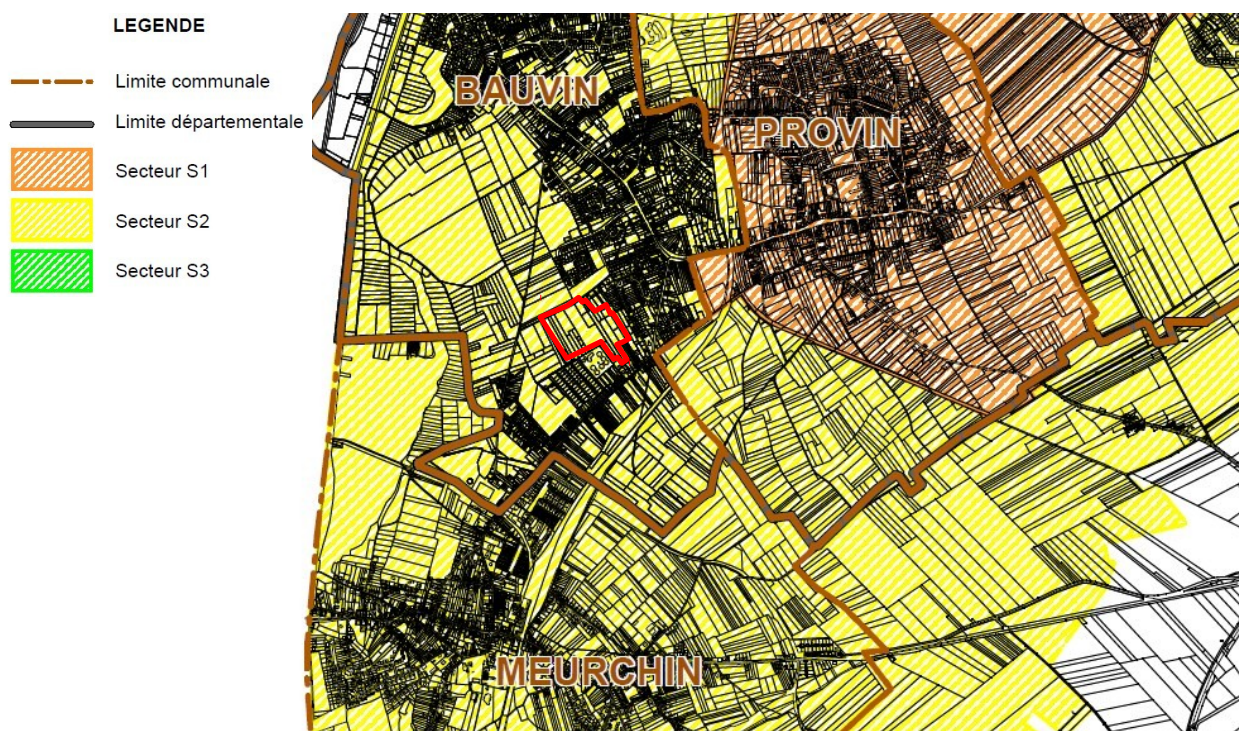 LEGENDE
Limite communale
Limite départementale
Secteur S1
Secteur S2
Secteur S3
BAUVIN
PROVIN
MEURCHIN